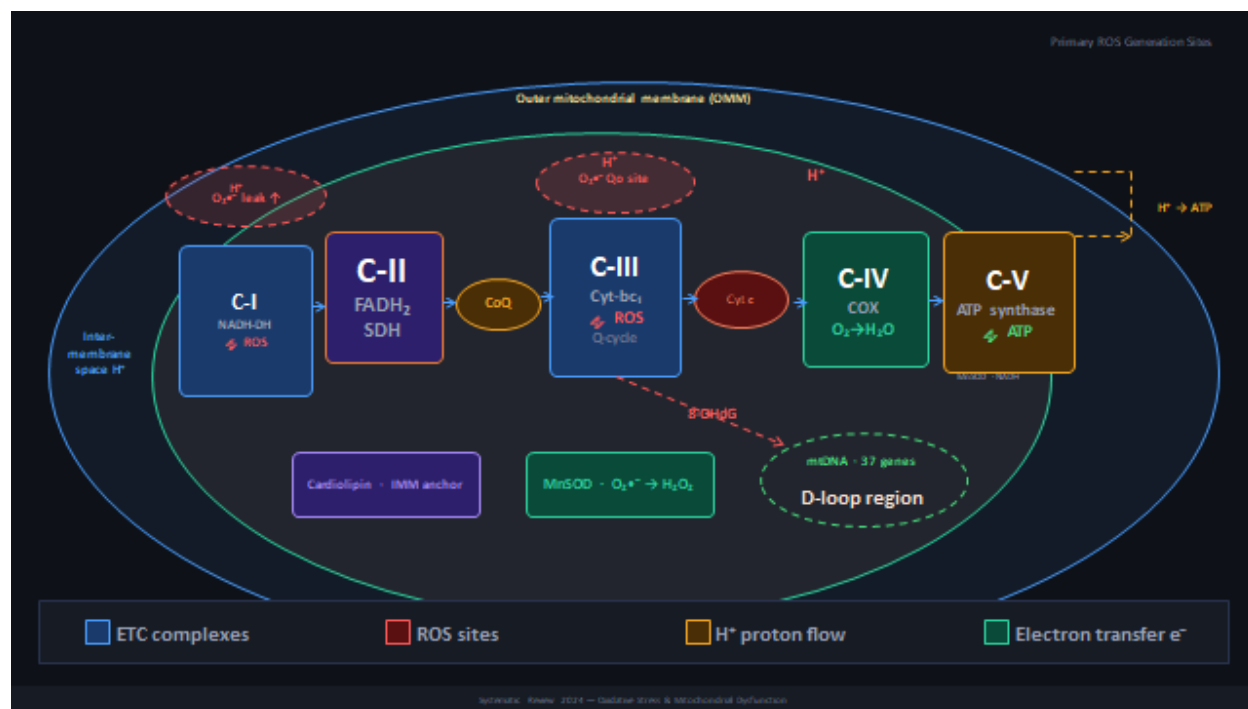 Primary ROS Generation Sites
Outer mitochondrial membrane (OMM)
H⁺
O₂•⁻ leak ↑
H⁺
O₂•⁻ Qo site
H⁺
H⁺ → ATP
Inter-
membrane
space H⁺
C-I
NADH-DH
ROS
C-II
FADH₂
SDH
CoQ
C-III
Cyt-bc₁
ROS
Q-cycle
Cyt c
C-IV
COX
O₂→H₂O
C-V
ATP synthase
ATP
NADH
Cardiolipin · IMM anchor
MnSOD · O₂•⁻ → H₂O₂
mtDNA · 37 genes
D-loop region
ETC complexes
ROS sites
H⁺ proton flow
Electron transfer e⁻
Systematic Review 2024 — Oxidative Stress & Mitochondrial Dysfunction